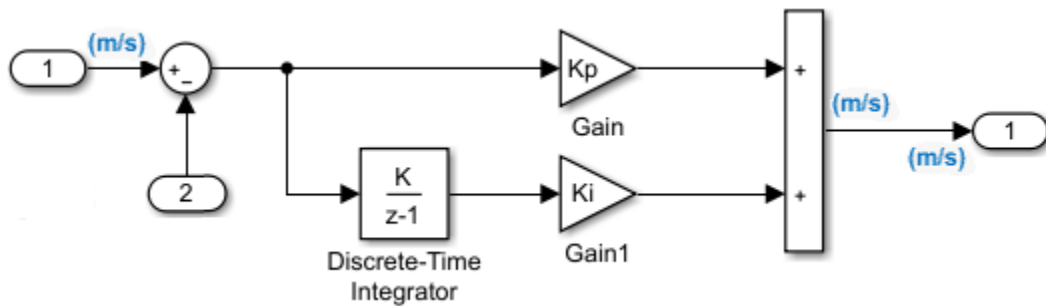 (m/s)
1
+
−
2
Kp
Gain
K
z-1
Discrete-Time
Integrator
Ki
Gain1
+
+
(m/s)
(m/s)
1